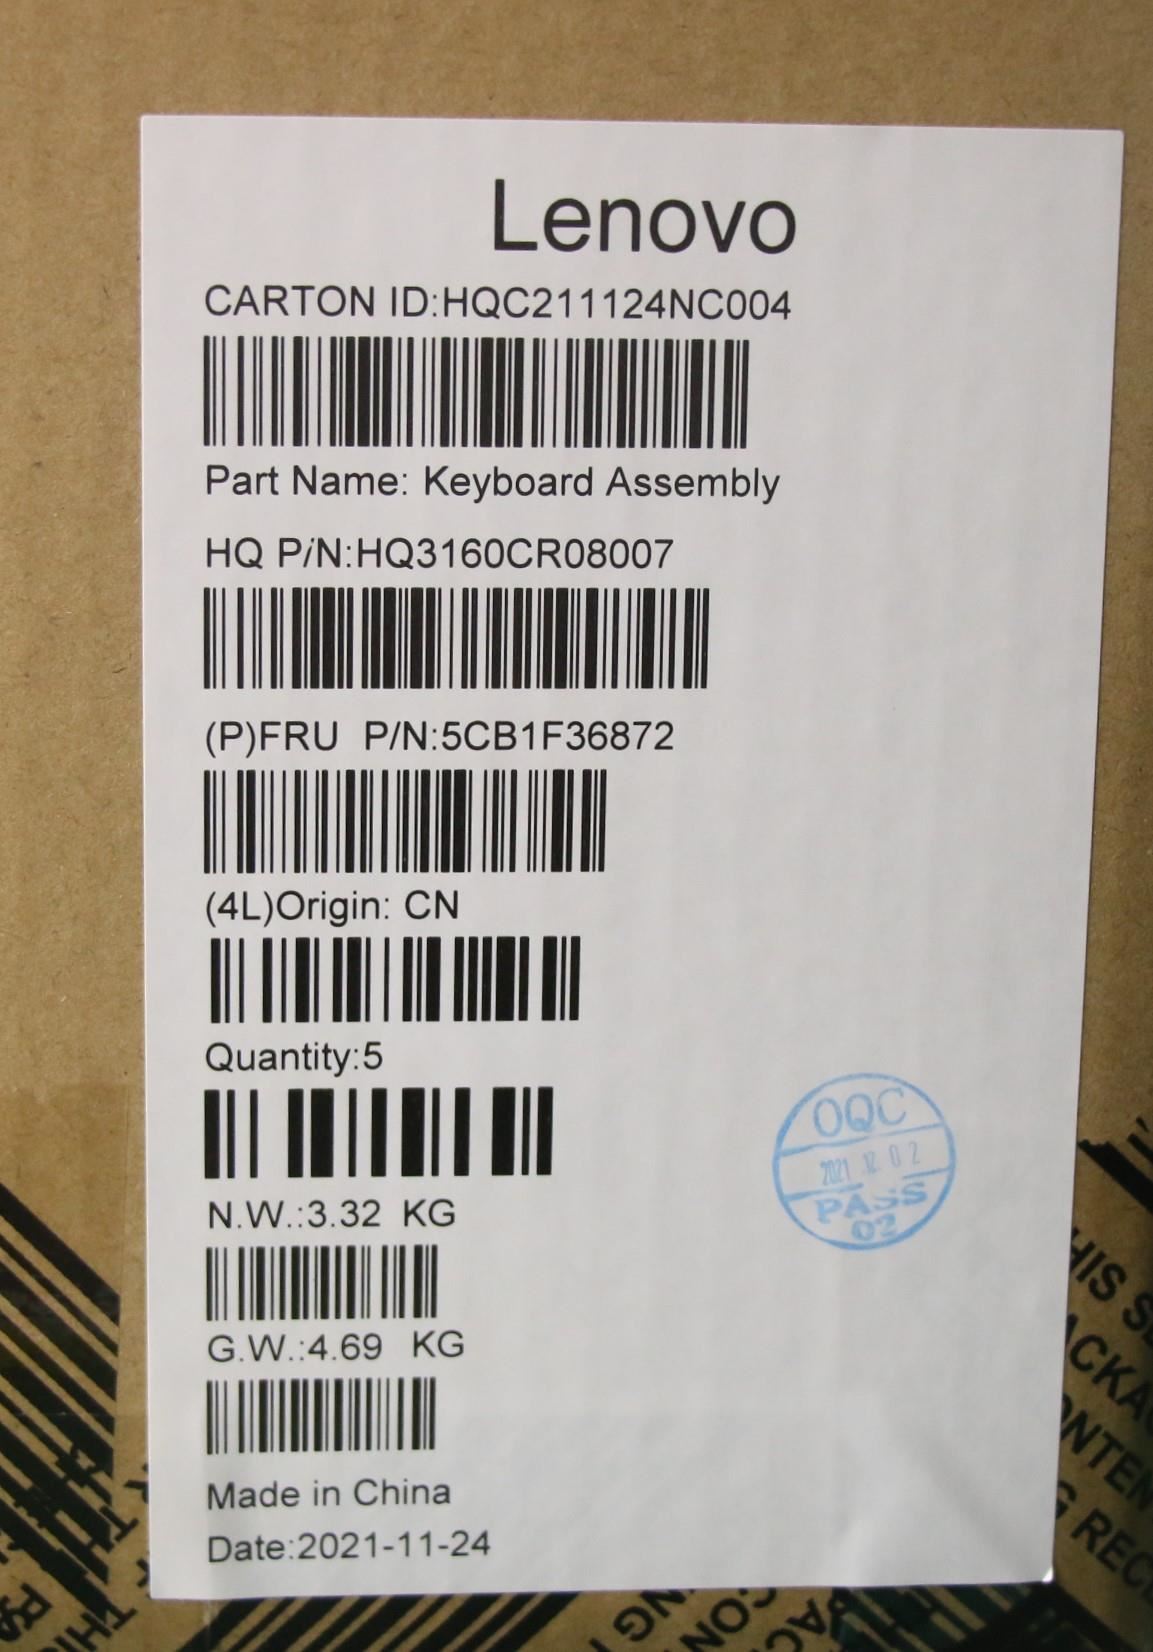 Lenovo
CARTON ID:HQC211124NC004
Part Name: Keyboard Assembly
HQ P/N:HQ3160CR08007
(P)FRU P/N:5CB1F36872
(4L)Origin: CN
Quantity:5
OQC
2021 12 02
PASS
02
N.W.:3.32 KG
G.W.:4.69 KG
Made in China
Date:2021-11-24